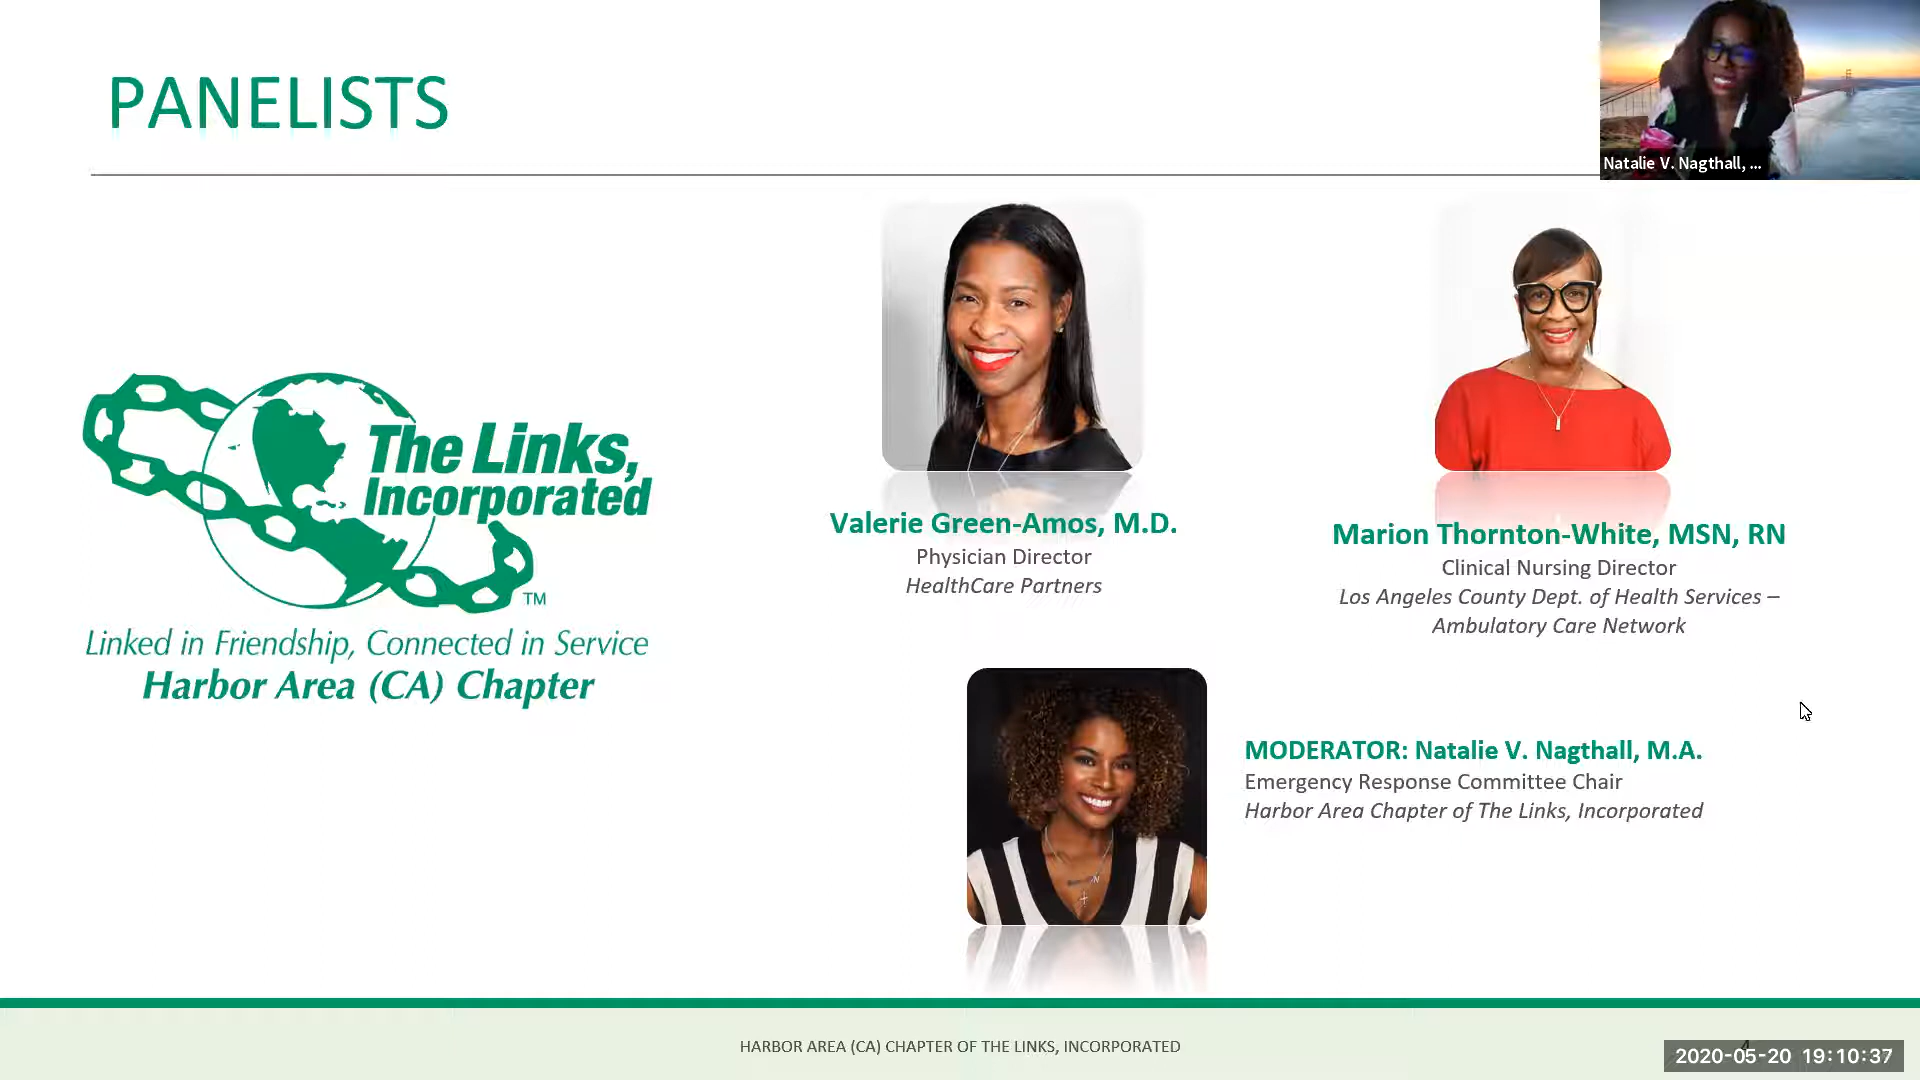 PANELISTS
Natalie V. Nagthall, ...
The Links,
Incorporated
TM
Linked in Friendship, Connected in Service
Harbor Area (CA) Chapter
Valerie Green-Amos, M.D.
Physician Director
HealthCare Partners
Marion Thornton-White, MSN, RN
Clinical Nursing Director
Los Angeles County Dept. of Health Services –
Ambulatory Care Network
MODERATOR: Natalie V. Nagthall, M.A.
Emergency Response Committee Chair
Harbor Area Chapter of The Links, Incorporated
HARBOR AREA (CA) CHAPTER OF THE LINKS, INCORPORATED
2020-05-20 19:10:37